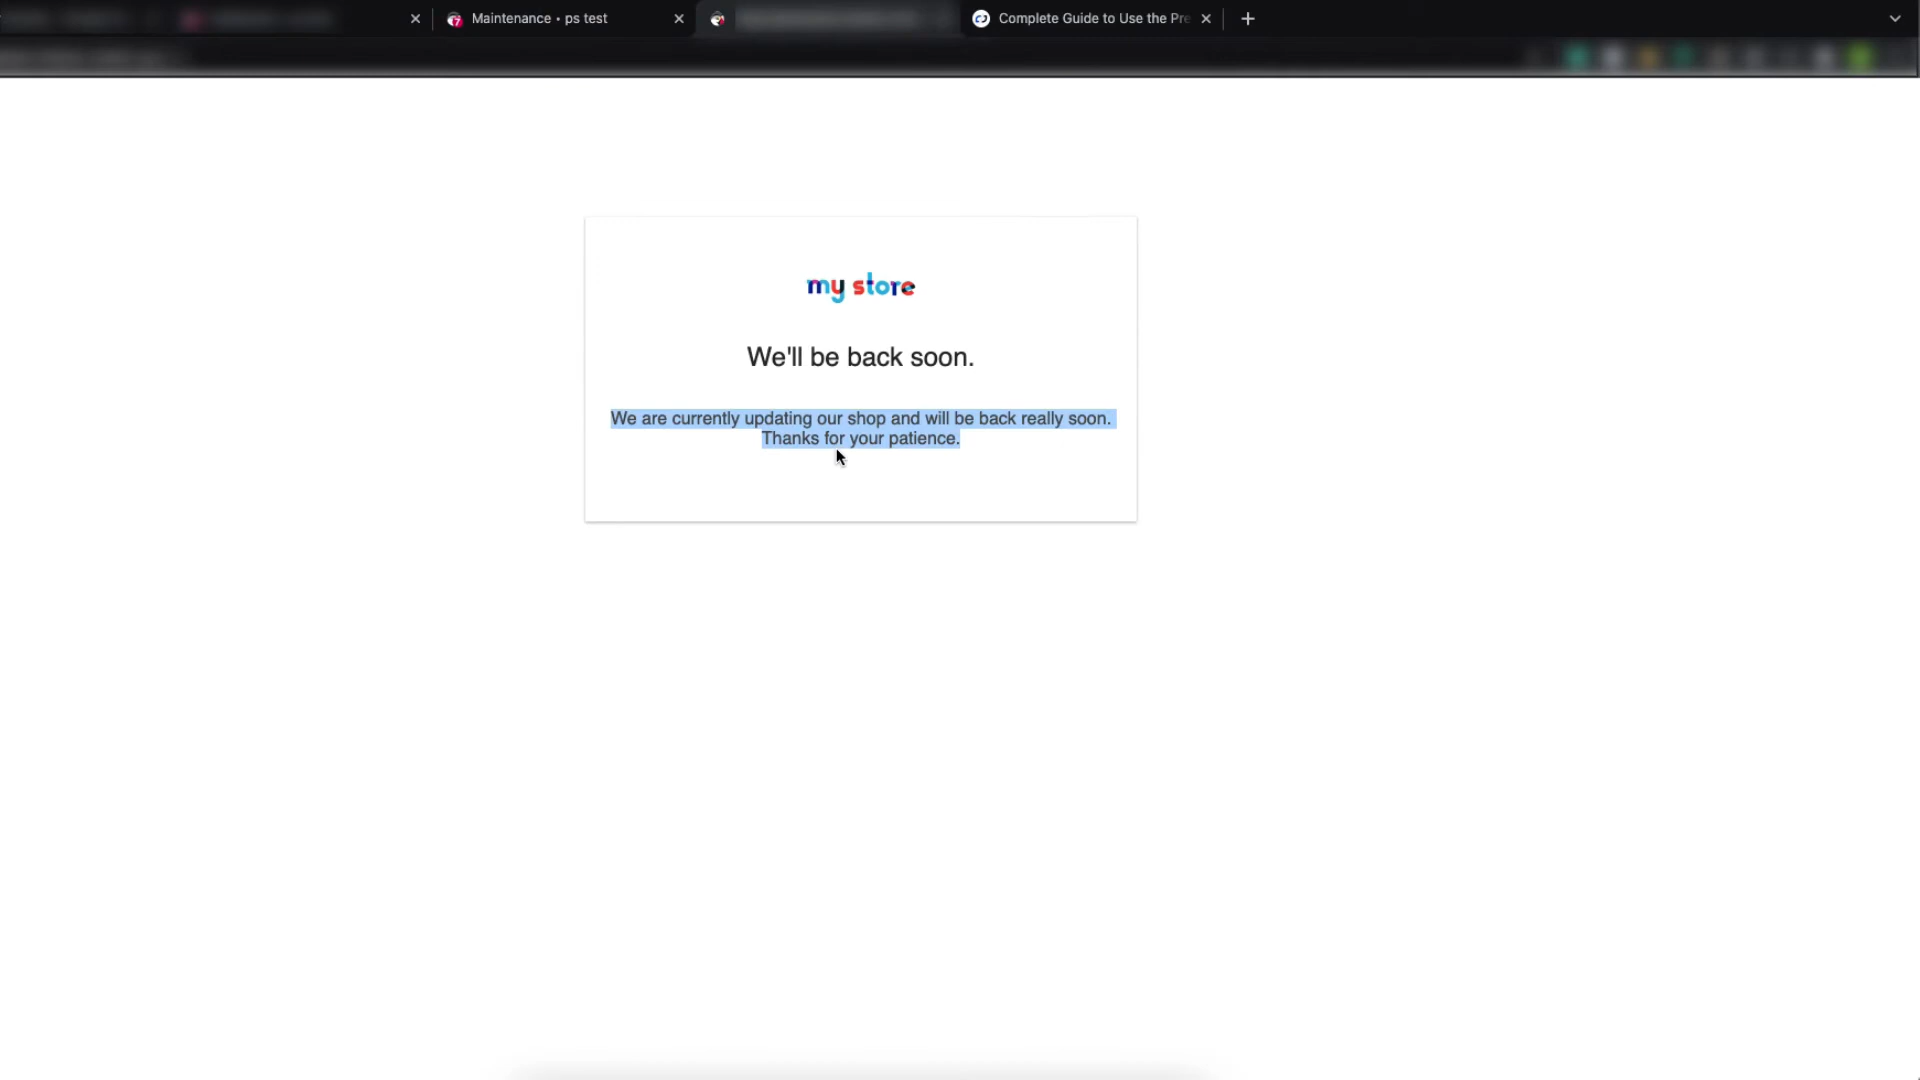 Maintenance • ps test
Complete Guide to Use the Pre
my store
We'll be back soon.
We are currently updating our shop and will be back really soon.
Thanks for your patience.